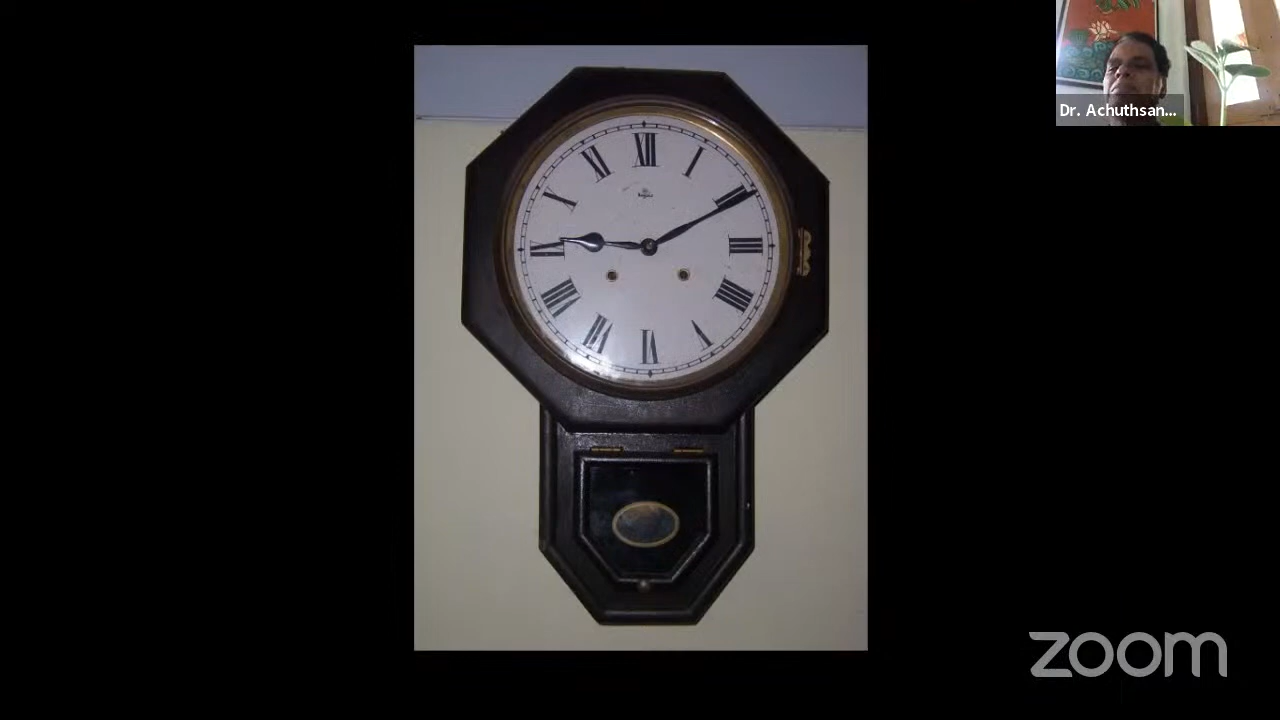 Dr. Achuthsan...
XII
I
II
III
IIII
V
VI
VII
VIII
IX
X
XI
zoom